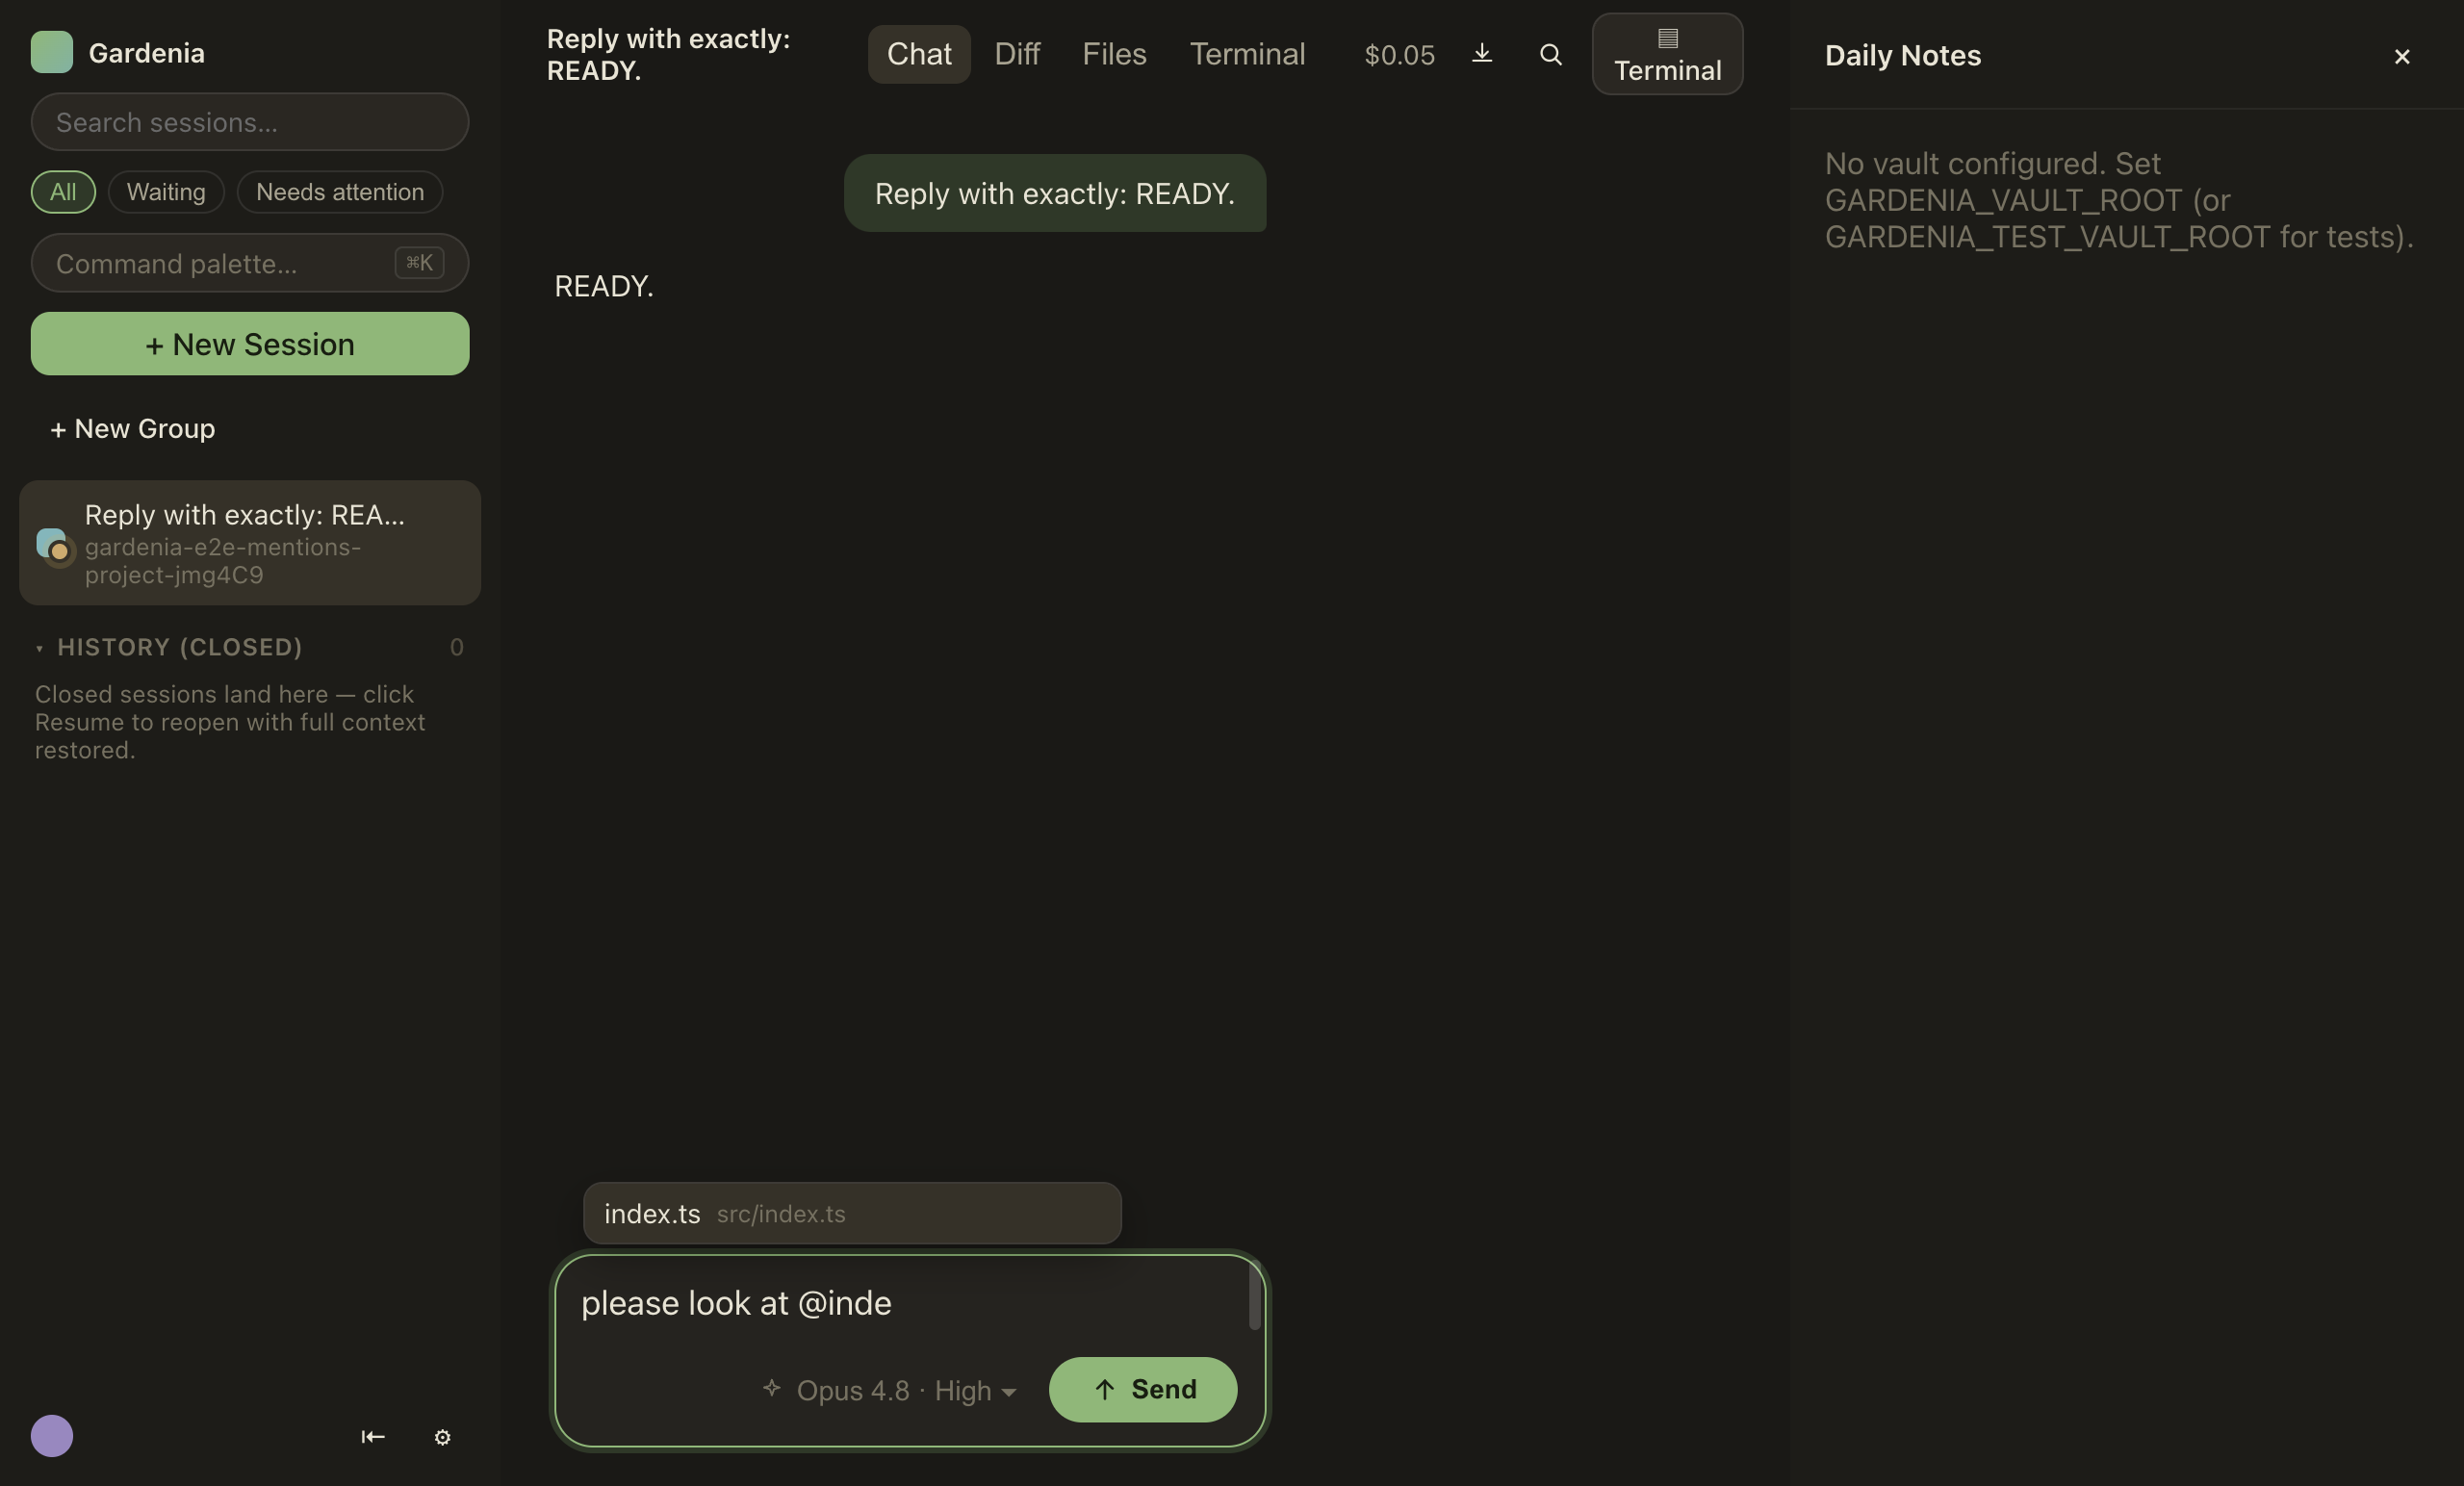 Gardenia
Search sessions...
All
Waiting
Needs attention
Command palette...
⌘K
+ New Session
+ New Group
Reply with exactly: REA...
gardenia-e2e-mentions-
project-jmg4C9
HISTORY (CLOSED)
0
Closed sessions land here — click
Resume to reopen with full context
restored.
Reply with exactly:
READY.
Chat
Diff
Files
Terminal
$0.05
Terminal
Reply with exactly: READY.
READY.
index.ts src/index.ts
please look at @inde
Opus 4.8 · High
Send
Daily Notes
No vault configured. Set
GARDENIA_VAULT_ROOT (or
GARDENIA_TEST_VAULT_ROOT for tests).